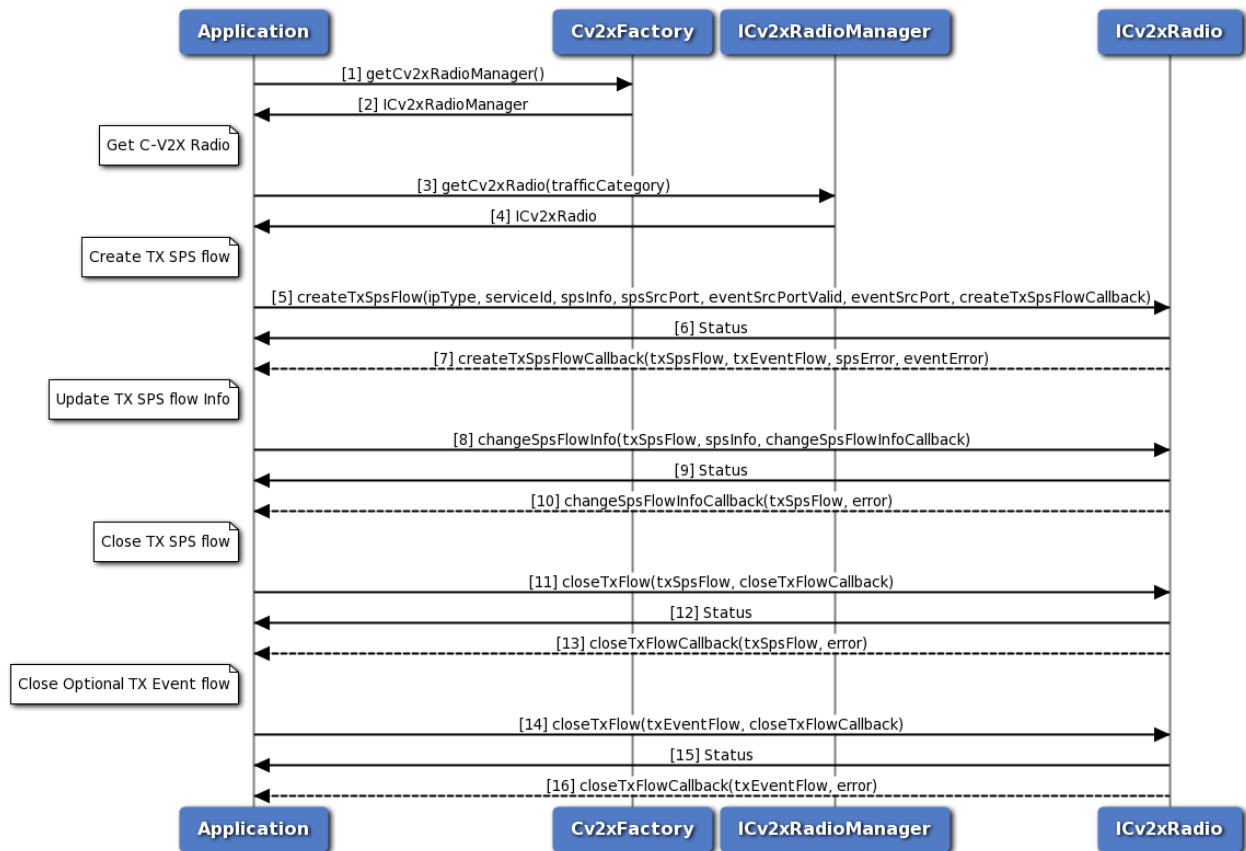 Application
Cv2xFactory
ICv2xRadioManager
ICv2xRadio
[1] getCv2xRadioManager()
[2] ICv2xRadioManager
Get C-V2X Radio
[3] getCv2xRadio(trafficCategory)
[4] ICv2xRadio
Create TX SPS flow
[5] createTxSpsFlow(ipType, serviceId, spsInfo, spsSrcPort, eventSrcPortValid, eventSrcPort, createTxSpsFlowCallback)
[6] Status
[7] createTxSpsFlowCallback(txSpsFlow, txEventFlow, spsError, eventError)
Update TX SPS flow Info
[8] changeSpsFlowInfo(txSpsFlow, spsInfo, changeSpsFlowInfoCallback)
[9] Status
[10] changeSpsFlowInfoCallback(txSpsFlow, error)
Close TX SPS flow
[11] closeTxFlow(txSpsFlow, closeTxFlowCallback)
[12] Status
[13] closeTxFlowCallback(txSpsFlow, error)
Close Optional TX Event flow
[14] closeTxFlow(txEventFlow, closeTxFlowCallback)
[15] Status
[16] closeTxFlowCallback(txEventFlow, error)
Application
Cv2xFactory
ICv2xRadioManager
ICv2xRadio